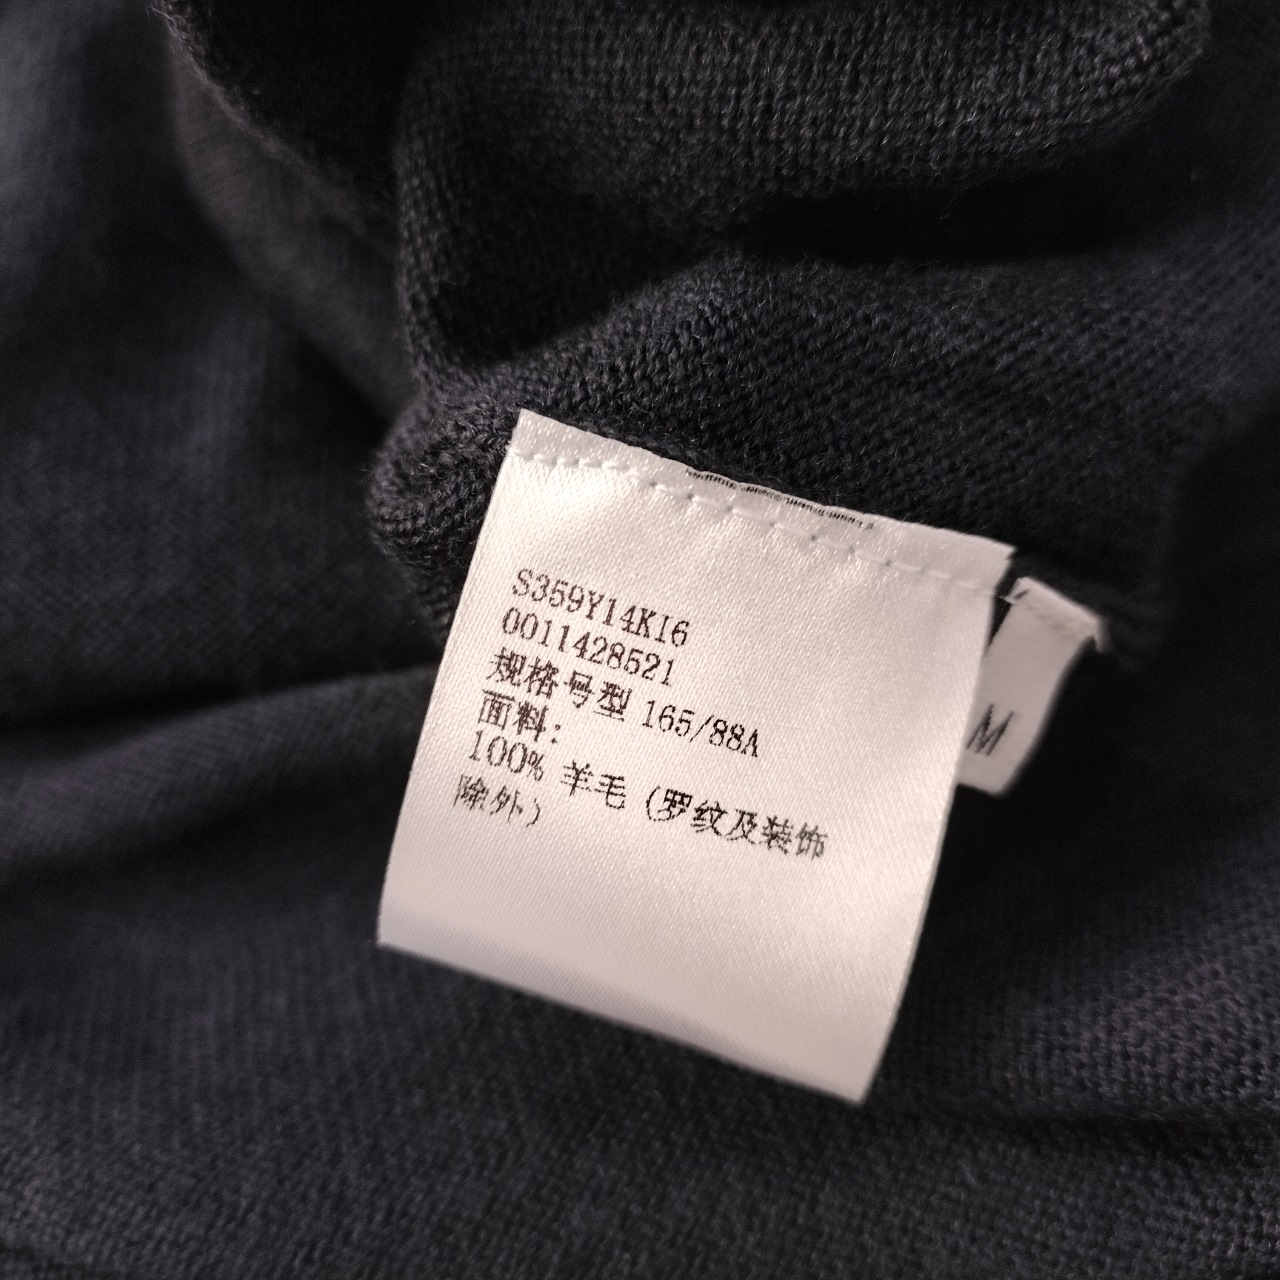 S359Y14KI6
0011428521
规格号型 165/88A
面料：
100% 羊毛（罗纹及装饰
除外）
M